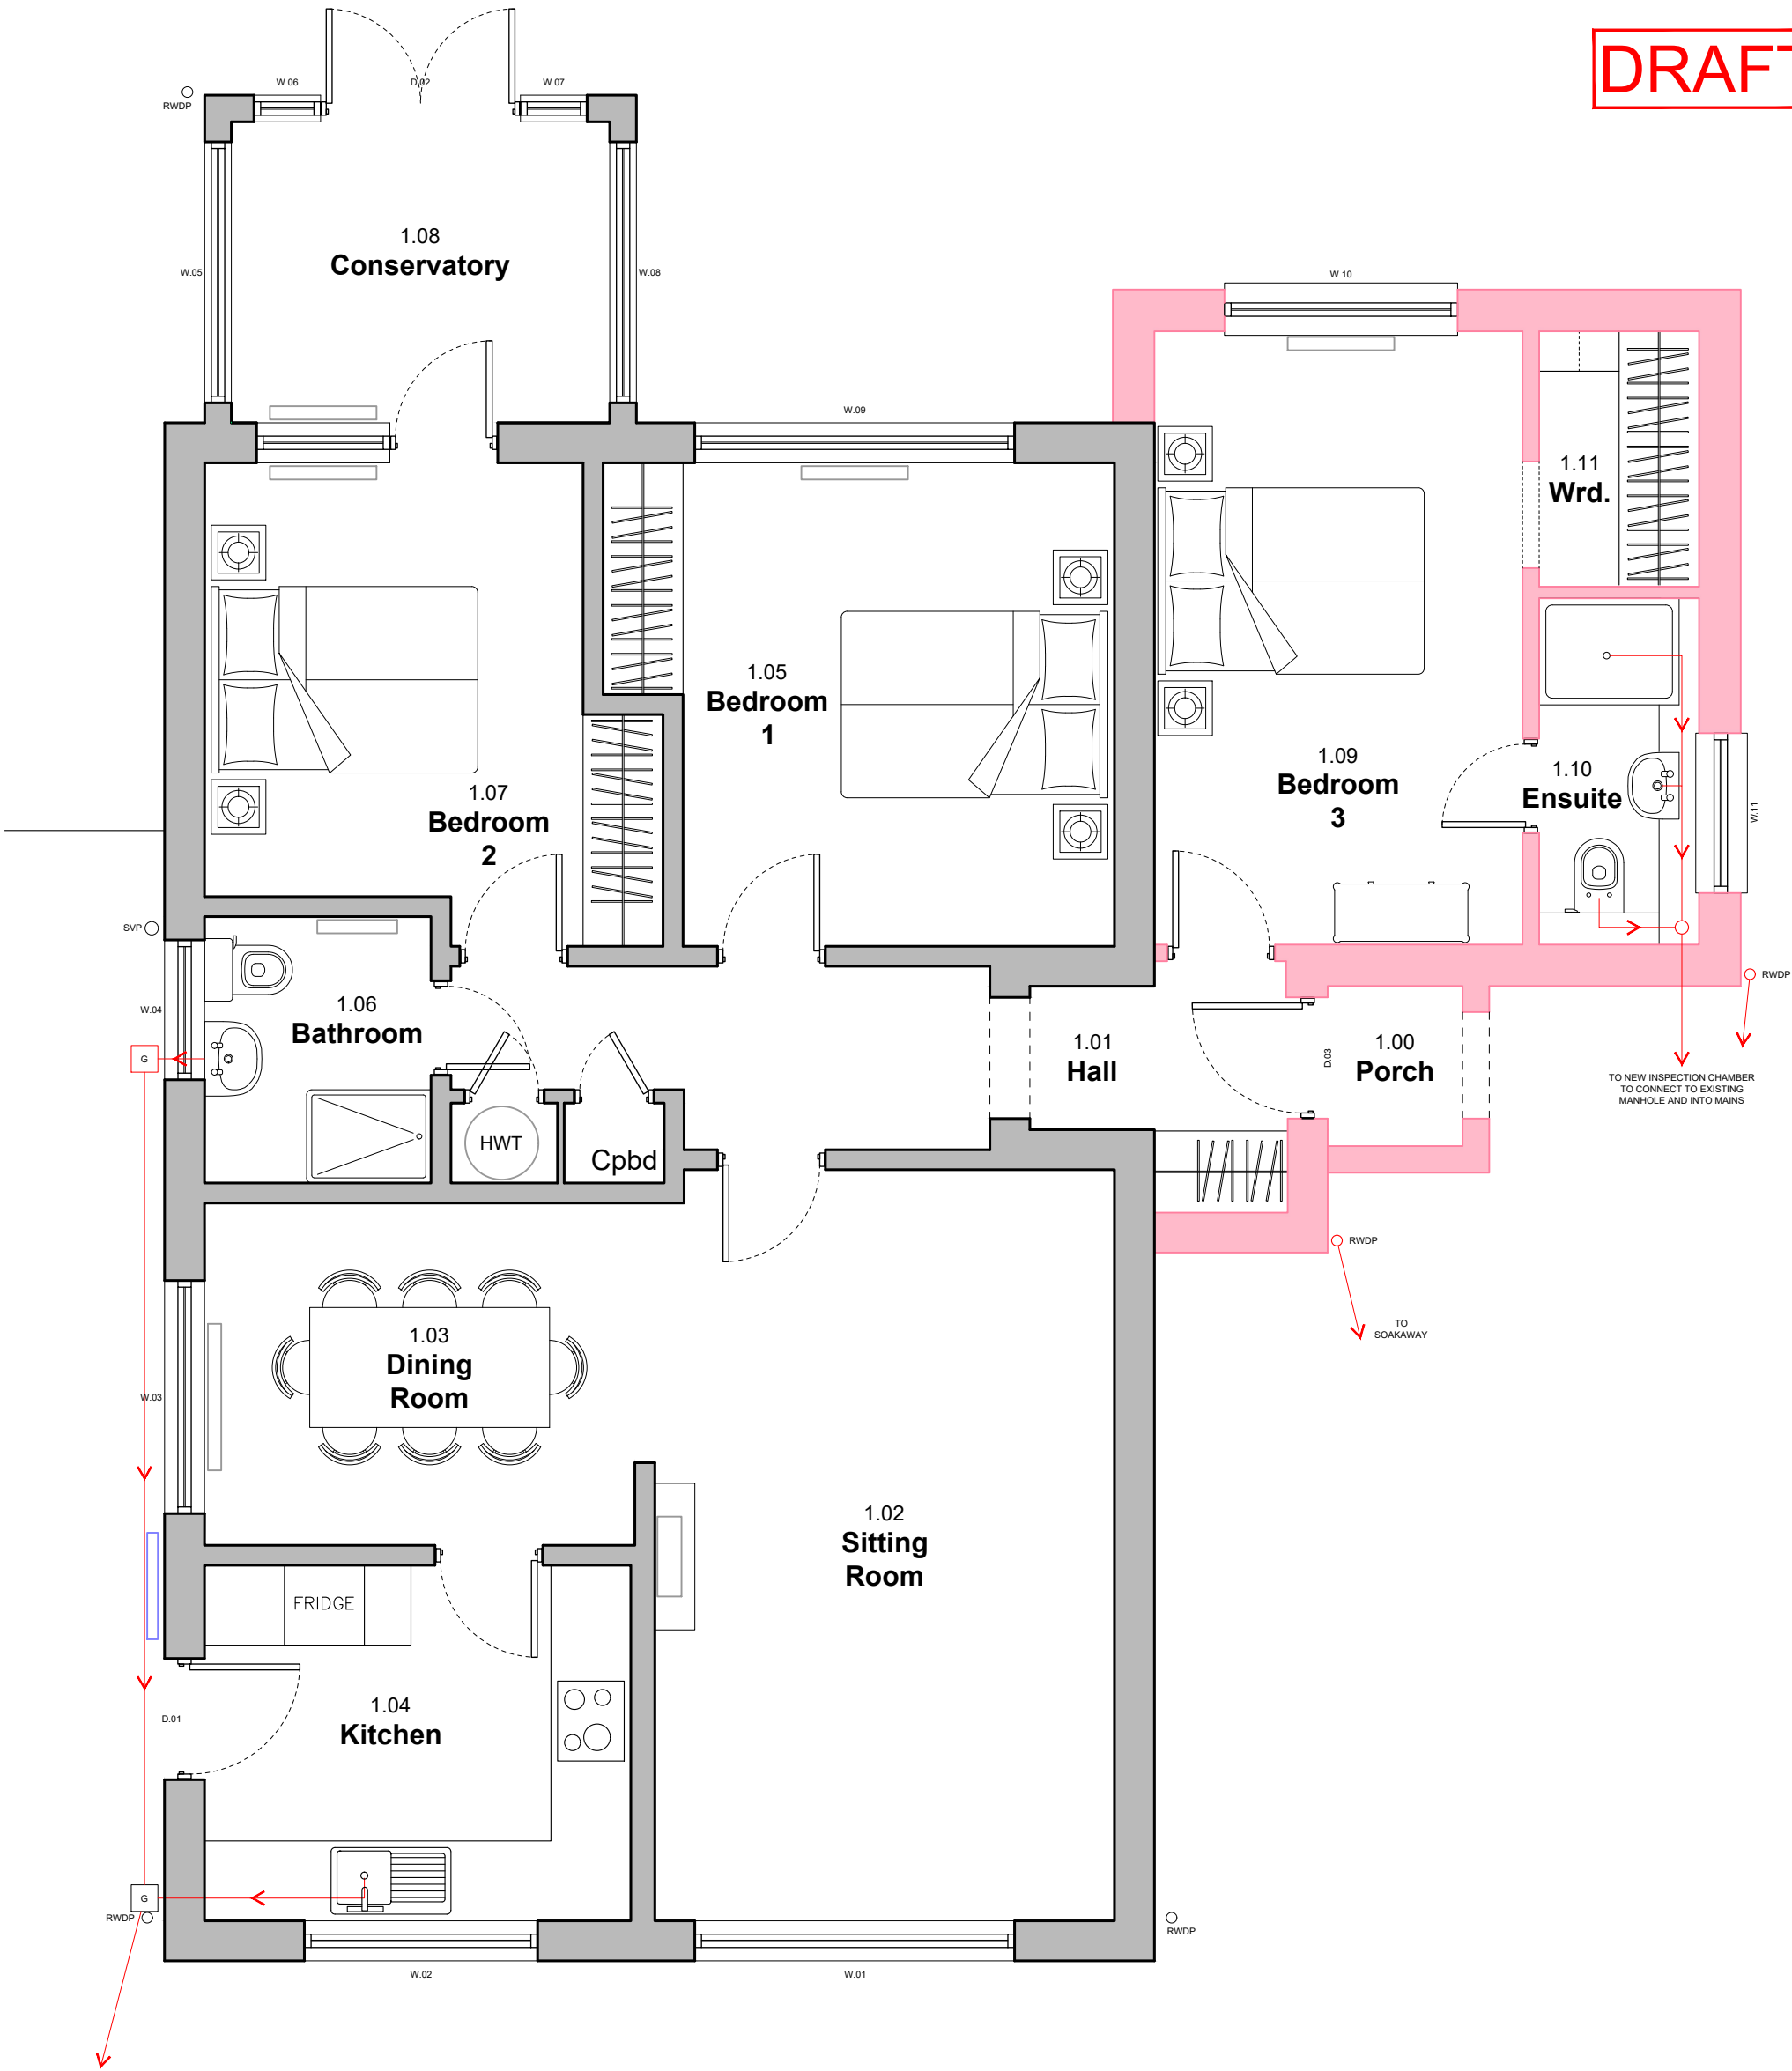 DRAFT
W.06
D.02
W.07
RWDP
1.08
Conservatory
W.05
W.08
W.10
W.09
1.11
Wrd.
1.05
Bedroom
1
1.09
Bedroom
3
1.10
Ensuite
W.11
1.07
Bedroom
2
SVP
W.04
1.06
Bathroom
G
RWDP
1.01
Hall
D.03
1.00
Porch
TO NEW INSPECTION CHAMBER
TO CONNECT TO EXISTING
MANHOLE AND INTO MAINS
HWT
Cpbd
RWDP
TO
SOAKAWAY
1.03
Dining
Room
W.03
1.02
Sitting
Room
FRIDGE
1.04
Kitchen
D.01
G
RWDP
RWDP
W.02
W.01